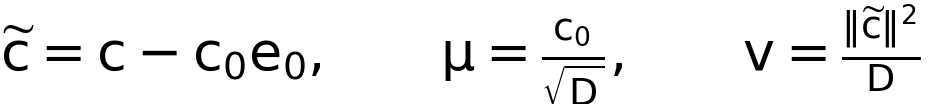 c̃ = c − c₀e₀, μ = c₀/√D, v = ‖c̃‖²/D